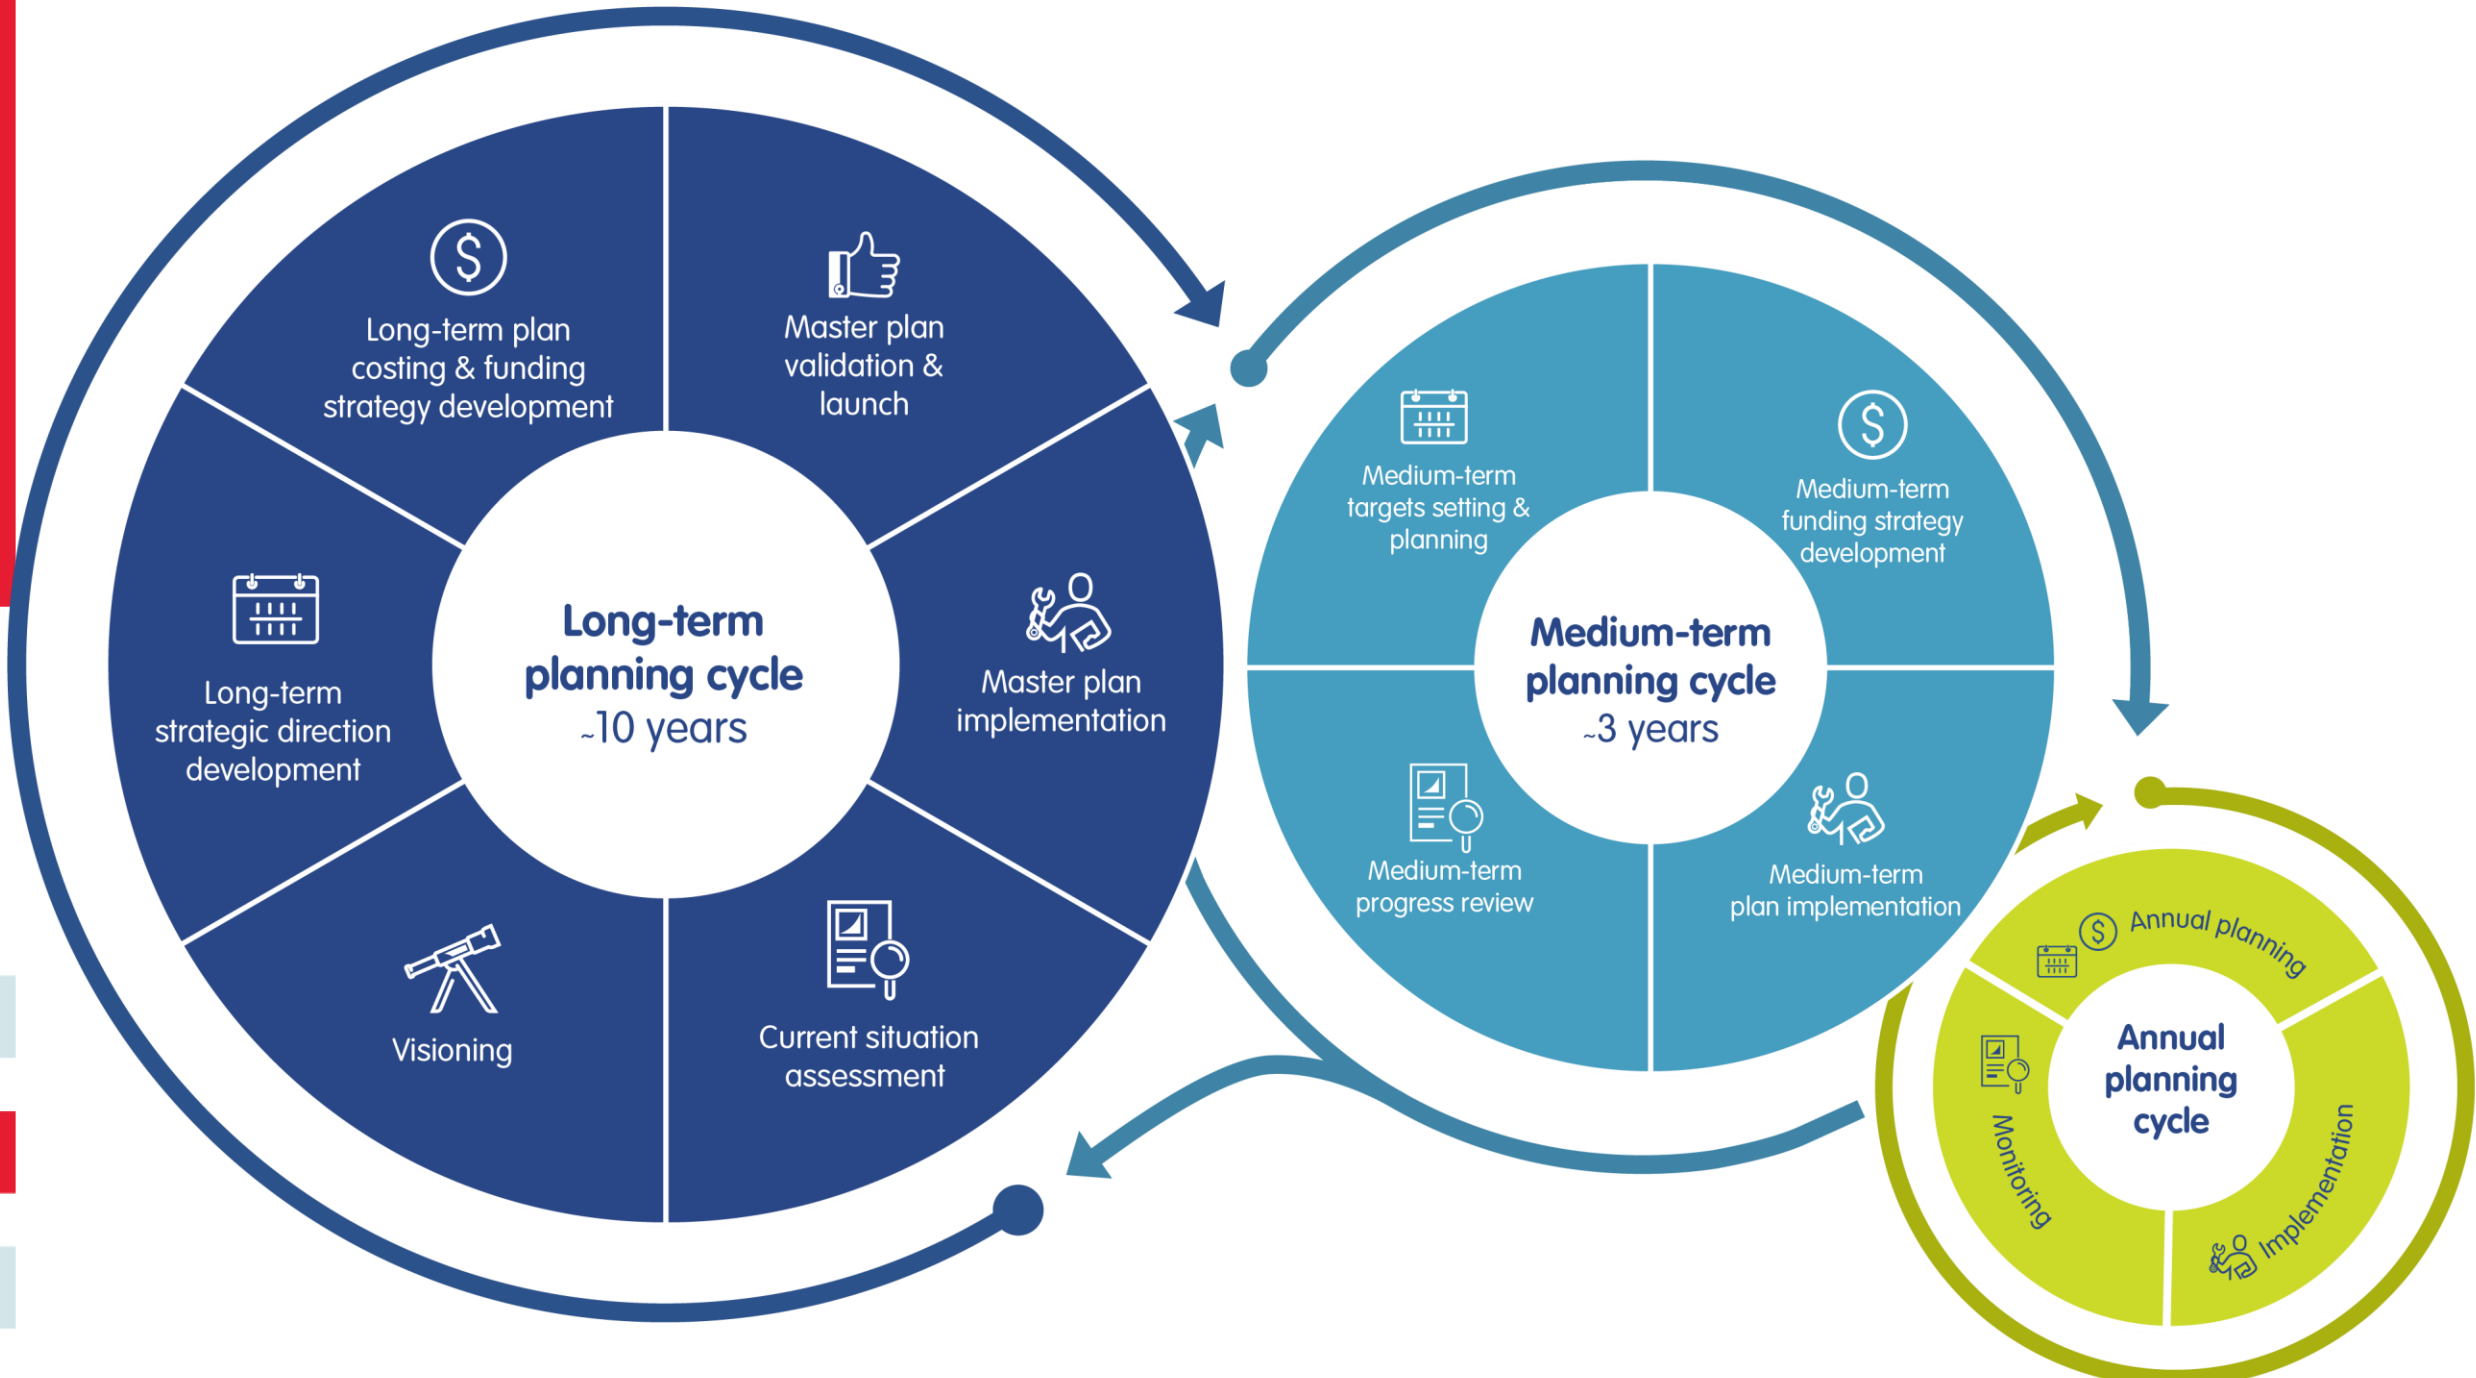 Long-term plan
costing & funding
strategy development
Master plan
validation &
launch
Master plan
implementation
Current situation
assessment
Visioning
Long-term
strategic direction
development
Long-term
planning cycle
~10 years
Medium-term
targets setting &
planning
Medium-term
funding strategy
development
Medium-term
plan implementation
Medium-term
progress review
Medium-term
planning cycle
~3 years
Annual planning
Implementation
Monitoring
Annual
planning
cycle